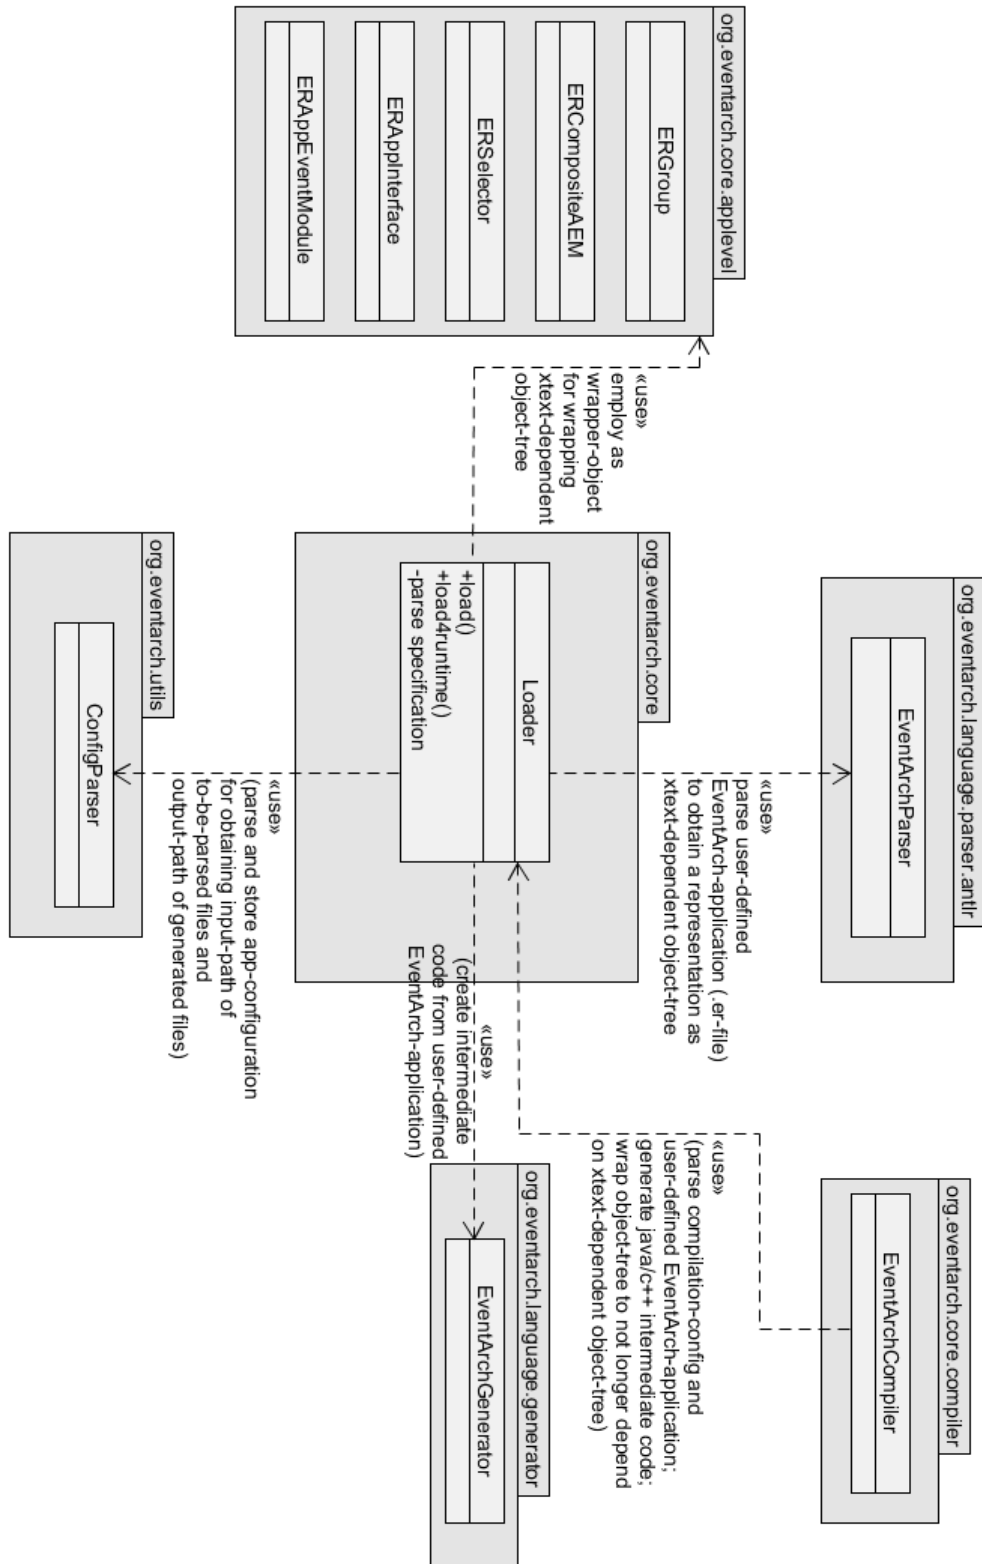 org.eventarch.core.applevel
ERGroup
ERCompositeAEM
ERSelector
ERAppInterface
ERAppEventModule
«use»
employ as
wrapper-object
for wrapping
xtext-dependent
object-tree
org.eventarch.language.parser.antlr
EventArchParser
«use»
parse user-defined
EventArch-application (.er-file)
to obtain a representation as
xtext-dependent object-tree
org.eventarch.core
Loader
+load()
+load4runtime()
-parse specification
org.eventarch.utils
ConfigParser
«use»
(parse and store app-configuration
for obtaining input-path of
to-be-parsed files and
output-path of generated files)
«use»
(create intermediate
code from user-defined
EventArch-application)
org.eventarch.core.compiler
EventArchCompiler
«use»
(parse compilation-config and
user-defined EventArch-application;
generate java/c++ intermediate code;
wrap object-tree to not longer depend
on xtext-dependent object-tree)
org.eventarch.language.generator
EventArchGenerator